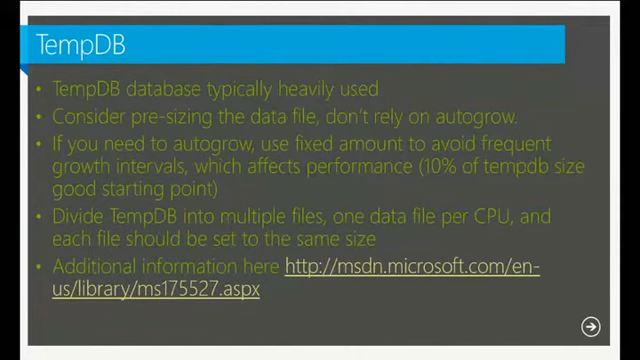 TempDB
• TempDB database typically heavily used
• Consider pre-sizing the data file, don't rely on autogrow.
• If you need to autogrow, use fixed amount to avoid frequent
growth intervals, which affects performance (10% of tempdb size
good starting point)
• Divide TempDB into multiple files, one data file per CPU, and
each file should be set to the same size
• Additional information here http://msdn.microsoft.com/en-
us/library/ms175527.aspx